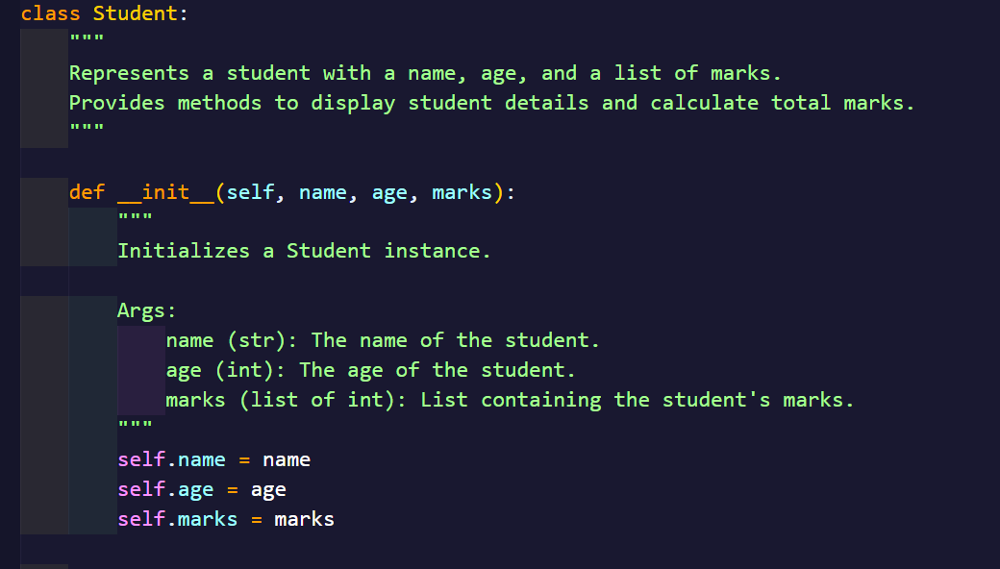 class Student:
    """
    Represents a student with a name, age, and a list of marks.
    Provides methods to display student details and calculate total marks.
    """

    def __init__(self, name, age, marks):
        """
        Initializes a Student instance.

        Args:
            name (str): The name of the student.
            age (int): The age of the student.
            marks (list of int): List containing the student's marks.
        """
        self.name = name
        self.age = age
        self.marks = marks